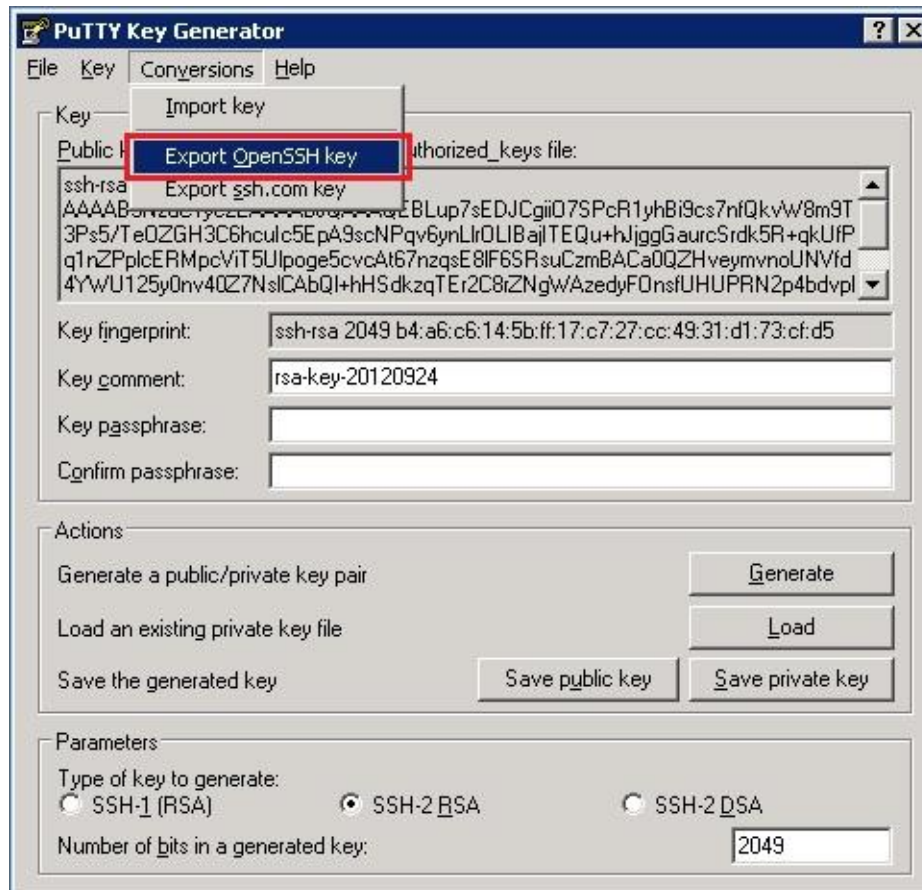 PuTTY Key Generator
File Key Conversions Help
Import key
Export OpenSSH key
Export ssh.com key
Key
Public uthorized_keys file:
ssh-rsa
3Ps5/TeOZGH3C6hculc5EpA9scNPqv6ynLlrOLIBajlTEQu+hJjggGaurcSrdk5R+qkUfP
q1nZPplcERMpcViT5Ulpoge5cvcAt67nzqsE8lF6SRsuCzmBACa0QZHveymvnoUNVfd
4YWU125y0nv40Z7NslCAbQl+hHSdkzqTEr2C8rZNgWAzedyFOnsfUHUPRN2p4bdvpl
Key fingerprint: ssh-rsa 2049 b4:a6:c6:14:5b:ff:17:c7:27:cc:49:31:d1:73:cf:d5
Key comment: rsa-key-20120924
Key passphrase:
Confirm passphrase:
Actions
Generate a public/private key pair Generate
Load an existing private key file Load
Save the generated key Save public key Save private key
Parameters
Type of key to generate:
SSH-1 (RSA) SSH-2 RSA SSH-2 DSA
Number of bits in a generated key: 2049